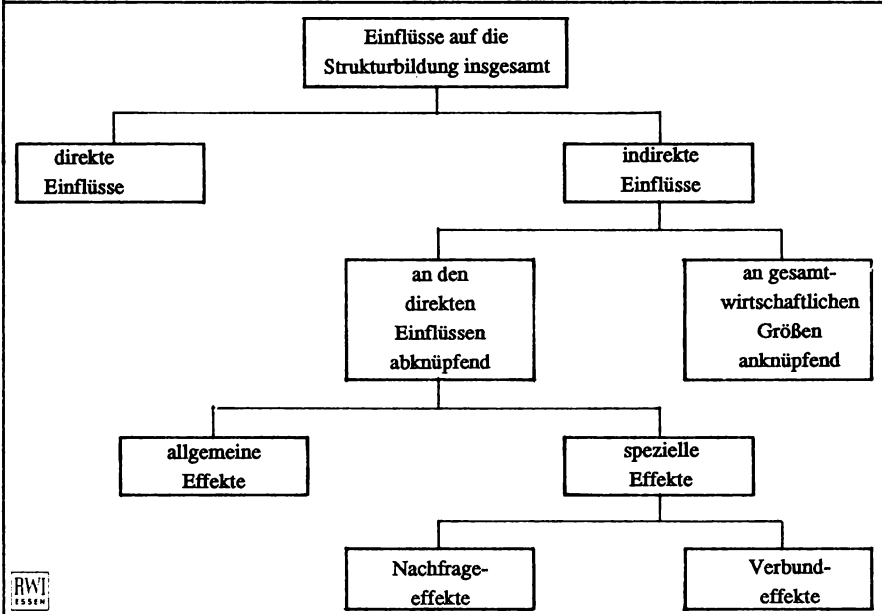 Einflüsse auf die
Strukturbildung insgesamt
direkte
Einflüsse
indirekte
Einflüsse
an den
direkten
Einflüssen
abknüpfend
an gesamt-
wirtschaftlichen
Größen
anknüpfend
allgemeine
Effekte
spezielle
Effekte
Nachfrage-
effekte
Verbund-
effekte
RWI
ESSEN